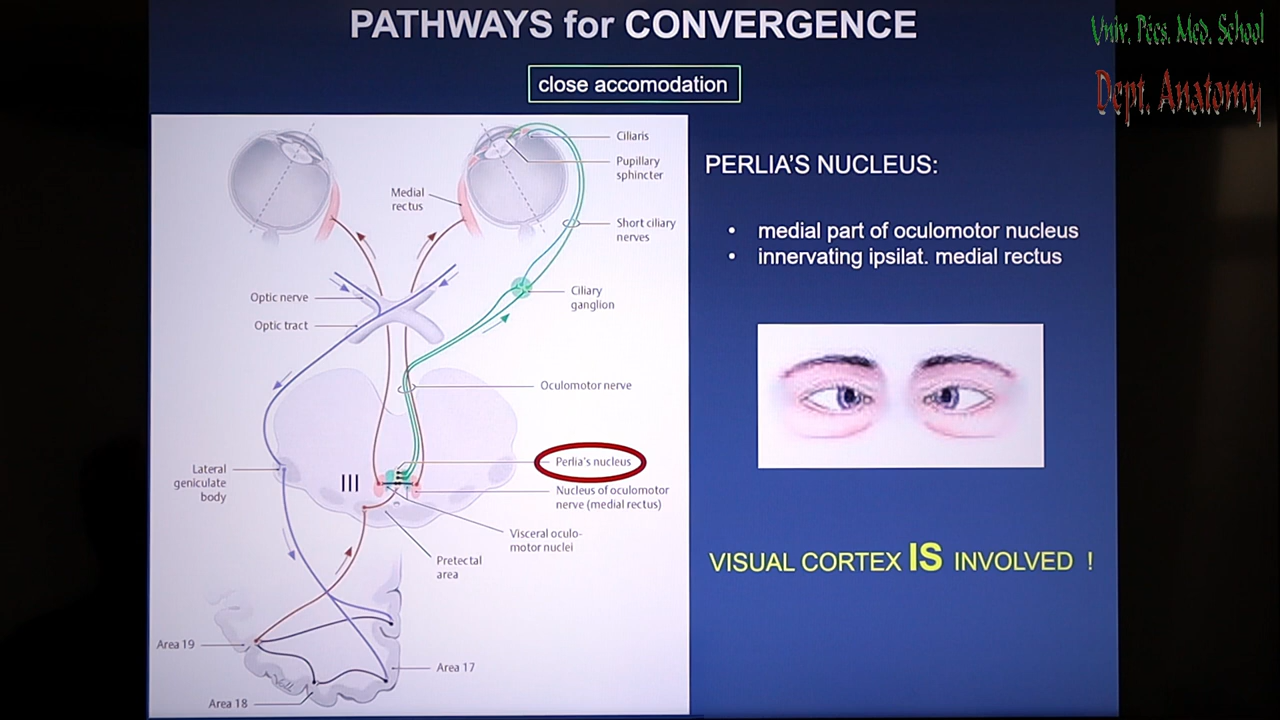 PATHWAYS for CONVERGENCE
Univ. Pécs. Med. School
Dept. Anatomy
close accomodation
Ciliaris
Pupillary
sphincter
Medial
rectus
Short ciliary
nerves
Optic nerve
Ciliary
ganglion
Optic tract
Oculomotor nerve
Perlia's nucleus
Lateral
geniculate
body
III
Nucleus of oculomotor
nerve (medial rectus)
Visceral oculo-
motor nuclei
Pretectal
area
Area 19
Area 17
Area 18
PERLIA'S NUCLEUS:
• medial part of oculomotor nucleus
• innervating ipsilat. medial rectus
VISUAL CORTEX IS INVOLVED !